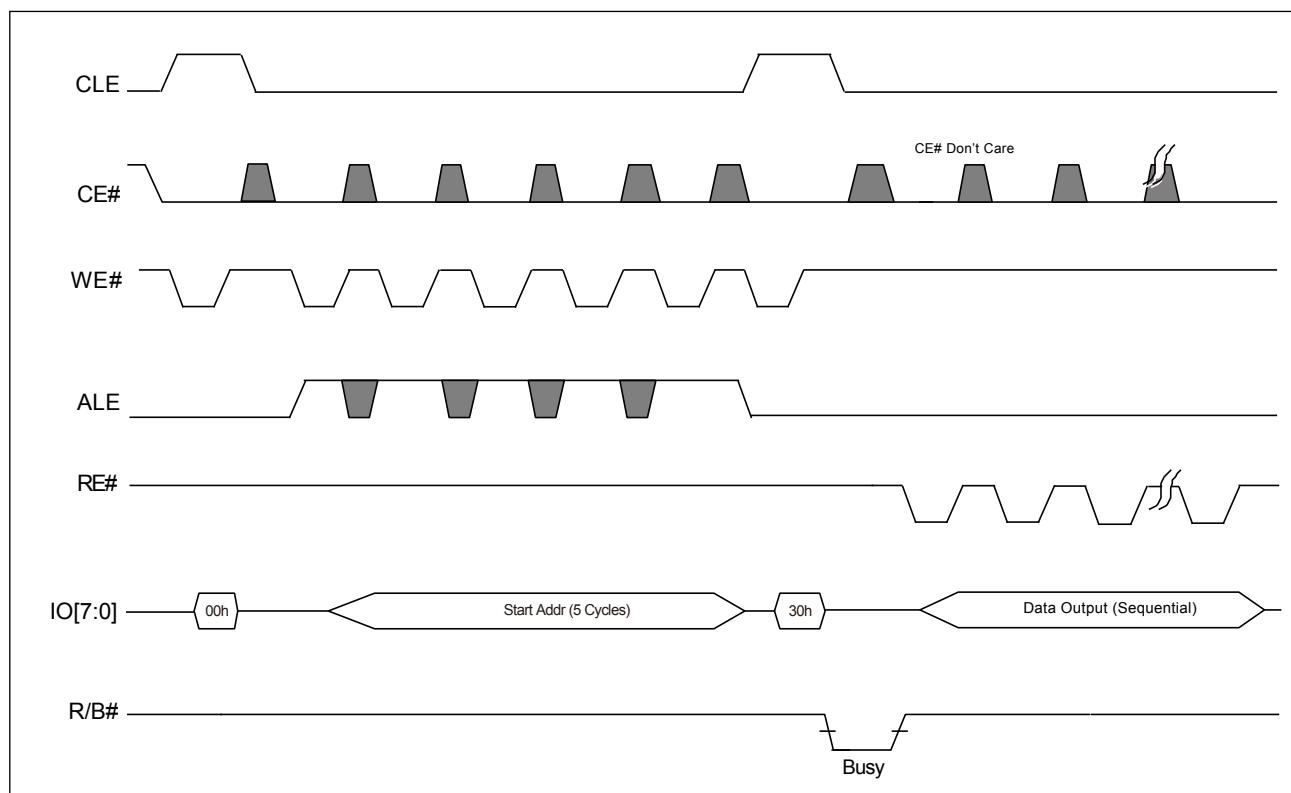 CLE
CE# Don't Care
CE#
WE#
ALE
RE#
IO[7:0]
00h
Start Addr (5 Cycles)
30h
Data Output (Sequential)
R/B#
Busy